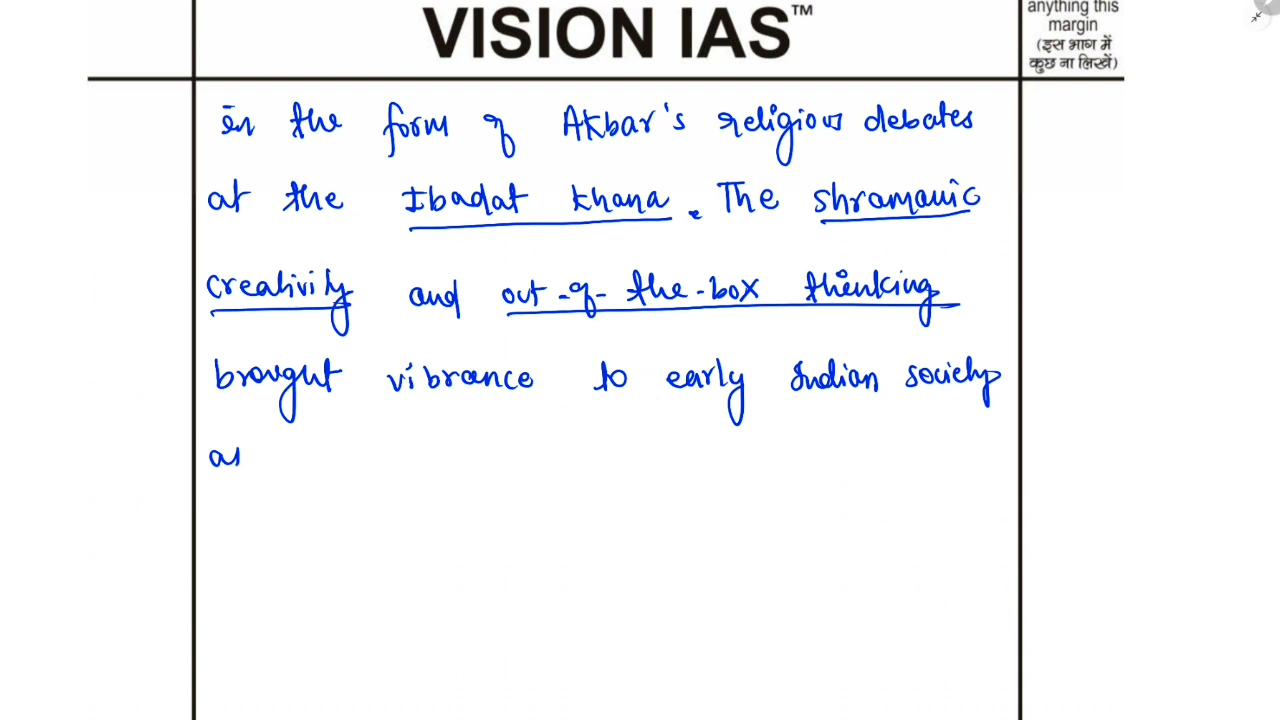 VISION IAS™
anything this
margin
(इस भाग में
कुछ ना लिखें)
in the form of Akbar's religious debates
at the Ibadat Khana. The shramanic
creativity and out-of-the-box thinking
brought vibrance to early Indian society
as